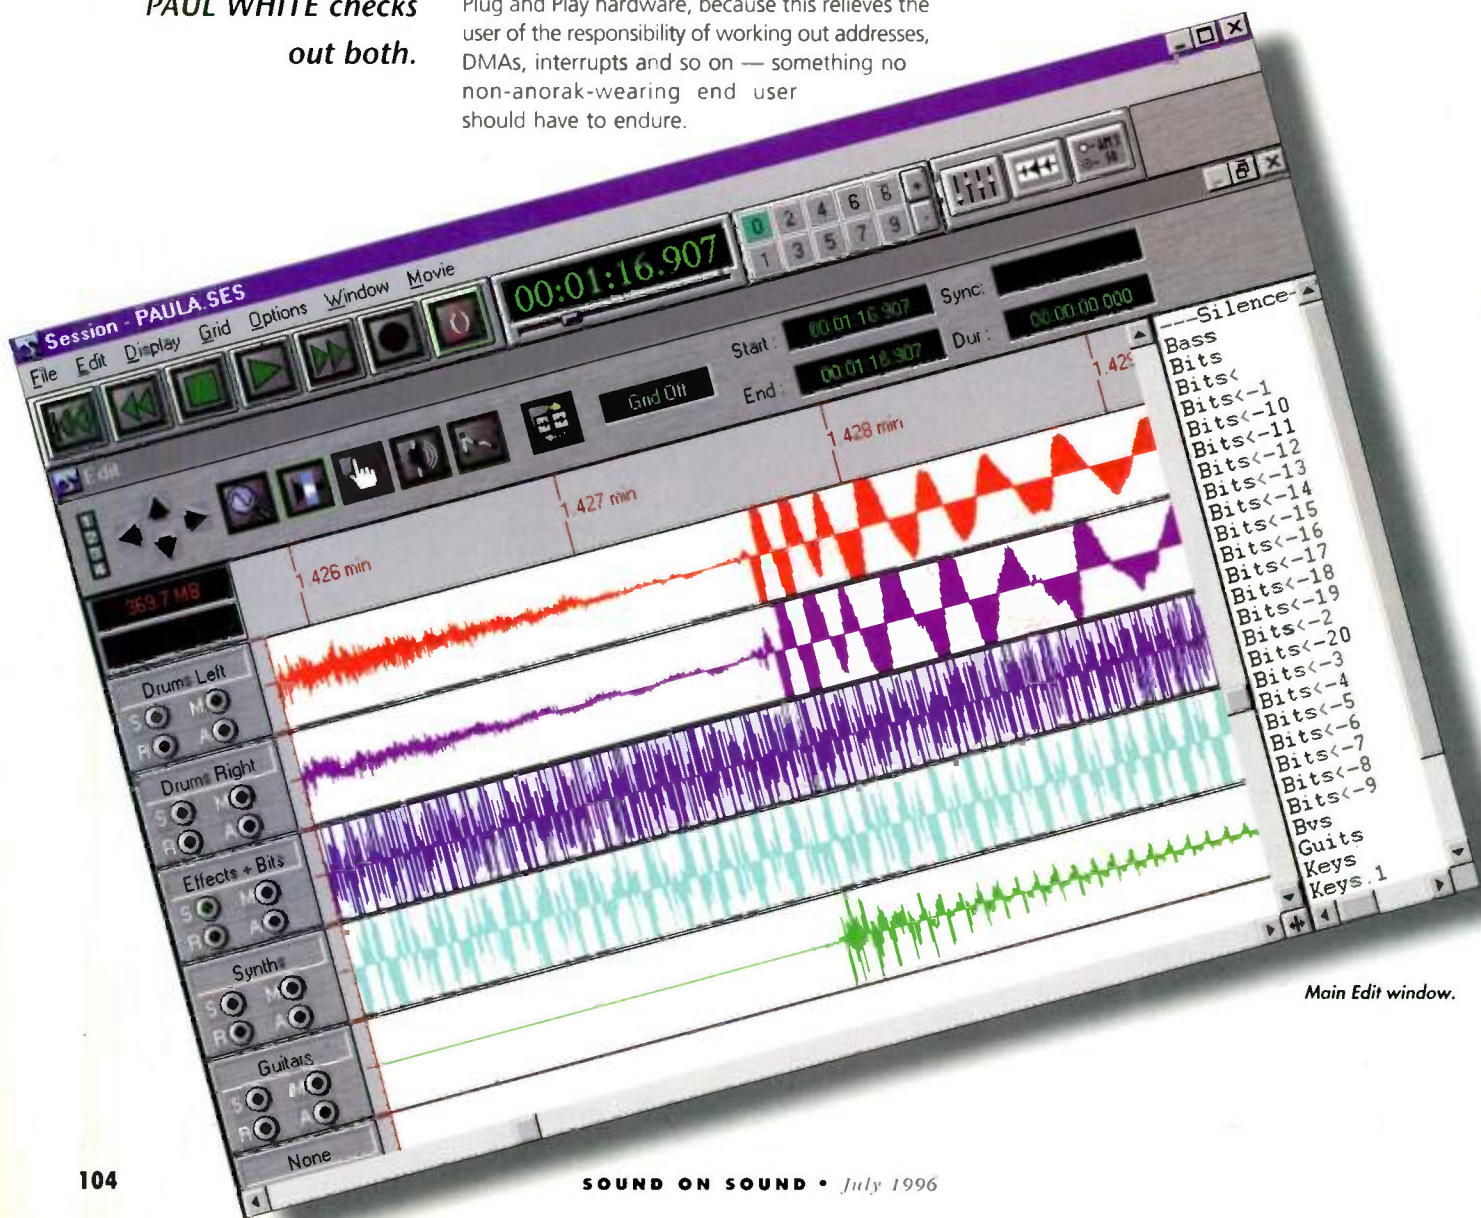 PAUL WHITE checks
out both.
Plug and Play hardware, because this relieves the
user of the responsibility of working out addresses,
DMAs, interrupts and so on — something no
non-anorak-wearing end user
should have to endure.
Session - PAULA.SES
File Edit Display Grid Options Window Movie
00:01:16.907
0 2 4 6 8 +
1 3 5 7 9 -
Start: 00:01:16.907 Sync:
End: 00:01:16.907 Dur: 00:00:00.000
Edit
Grid Off
1.426 min 1.427 min 1.428 min 1.429
369.7 MB
Drums Left
S M
R A
Drums Right
S M
R A
Effects + Bits
S M
R A
Synths
S M
R A
Guitars
S M
R A
None
---Silence-
Bass
Bits
Bits<
Bits<-1
Bits<-10
Bits<-11
Bits<-12
Bits<-13
Bits<-14
Bits<-15
Bits<-16
Bits<-17
Bits<-18
Bits<-19
Bits<-2
Bits<-20
Bits<-3
Bits<-4
Bits<-5
Bits<-6
Bits<-7
Bits<-8
Bits<-9
Bvs
Guits
Keys
Keys.1
Main Edit window.
104
SOUND ON SOUND • July 1996